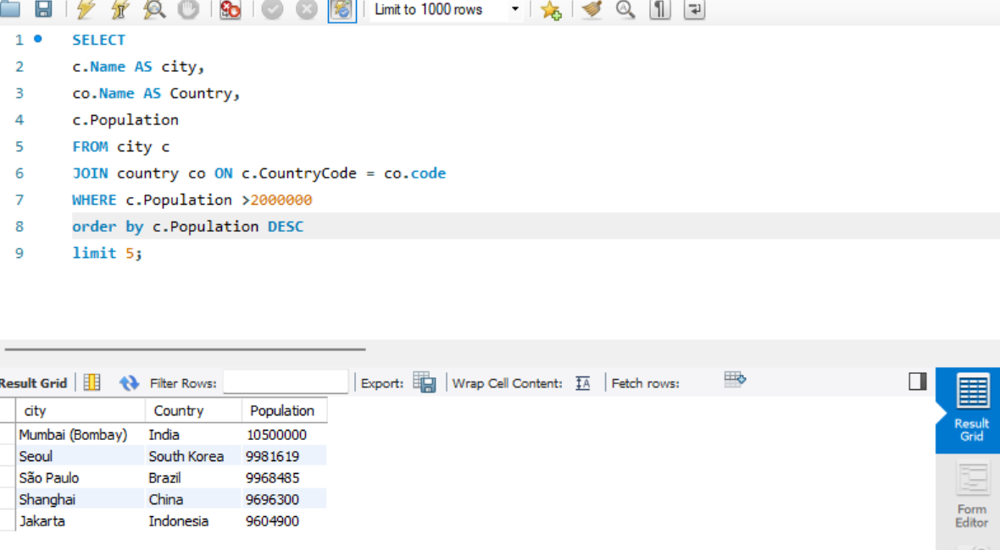 Limit to 1000 rows
1 SELECT
2 c.Name AS city,
3 co.Name AS Country,
4 c.Population
5 FROM city c
6 JOIN country co ON c.CountryCode = co.code
7 WHERE c.Population >2000000
8 order by c.Population DESC
9 limit 5;
Result Grid Filter Rows: Export: Wrap Cell Content: IA Fetch rows:
city Country Population
Mumbai (Bombay) India 10500000
Seoul South Korea 9981619
São Paulo Brazil 9968485
Shanghai China 9696300
Jakarta Indonesia 9604900
Result
Grid
Form
Editor